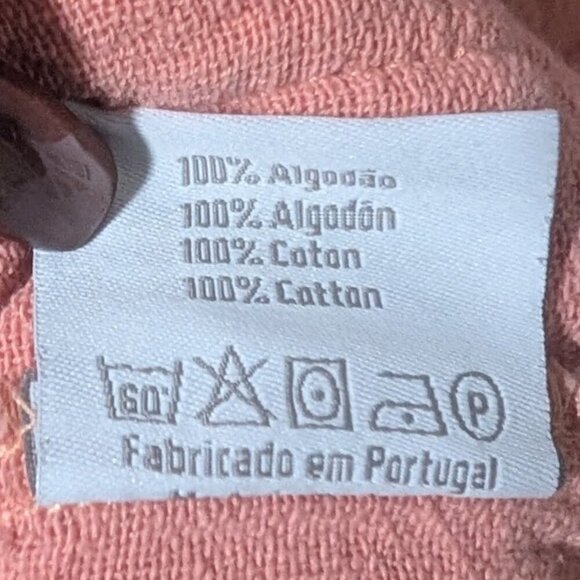 100% Algodão
100% Algodón
100% Coton
100% Cotton
60°
P
Fabricado em Portugal